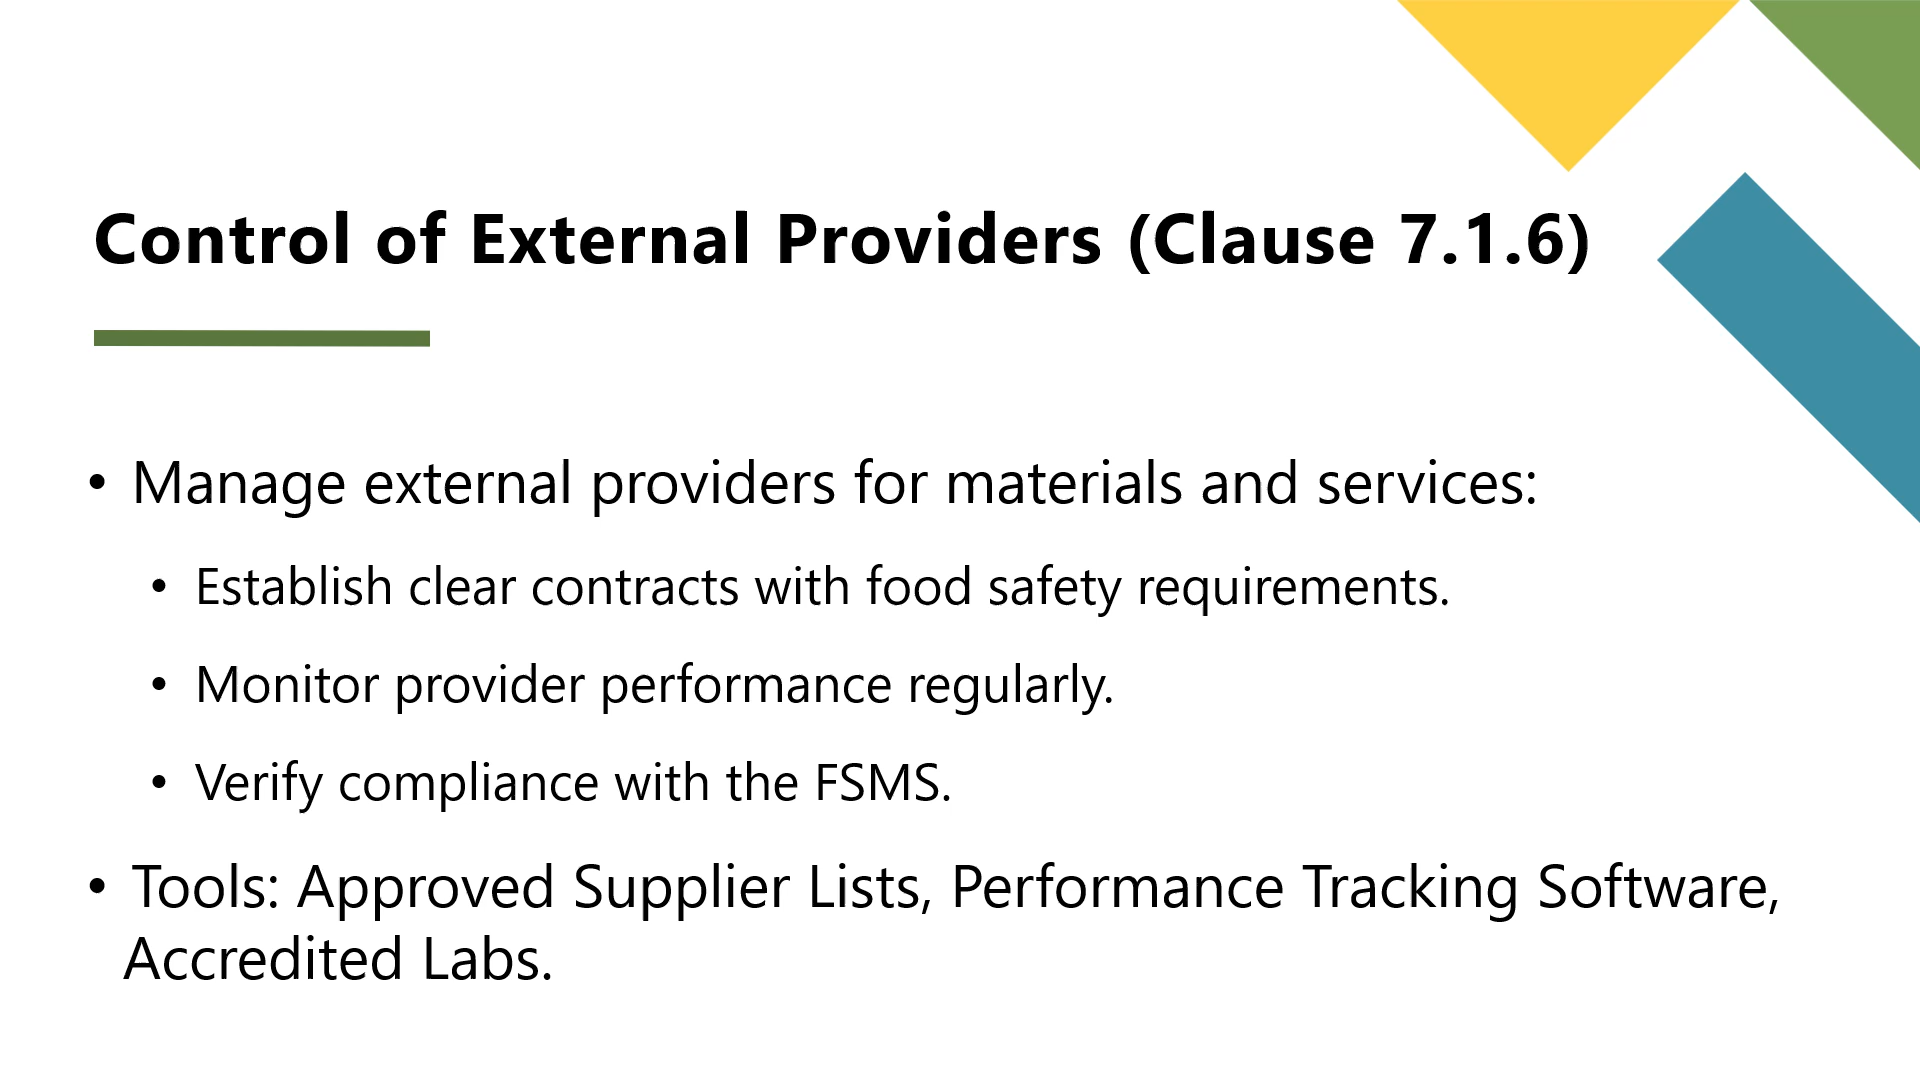 Control of External Providers (Clause 7.1.6)
• Manage external providers for materials and services:
• Establish clear contracts with food safety requirements.
• Monitor provider performance regularly.
• Verify compliance with the FSMS.
• Tools: Approved Supplier Lists, Performance Tracking Software,
Accredited Labs.